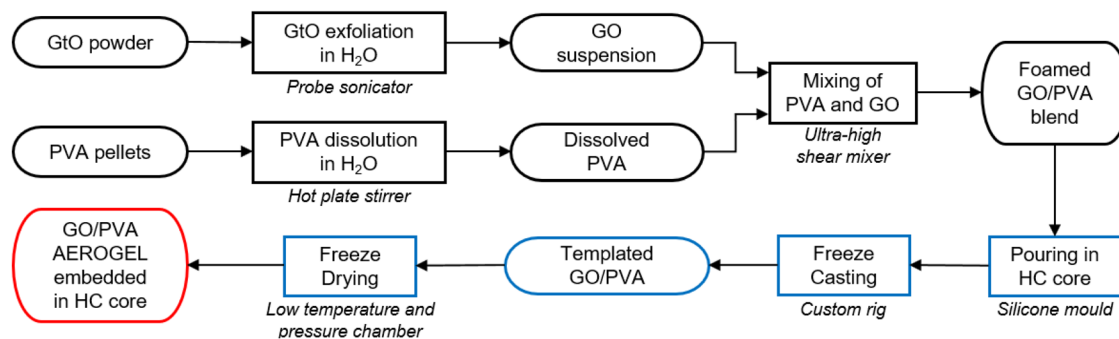 GtO powder
GtO exfoliation
in H₂O
Probe sonicator
GO
suspension
Mixing of
PVA and GO
Ultra-high
shear mixer
Foamed
GO/PVA
blend
PVA pellets
PVA dissolution
in H₂O
Hot plate stirrer
Dissolved
PVA
GO/PVA
AEROGEL
embedded
in HC core
Freeze
Drying
Low temperature and
pressure chamber
Templated
GO/PVA
Freeze
Casting
Custom rig
Pouring in
HC core
Silicone mould